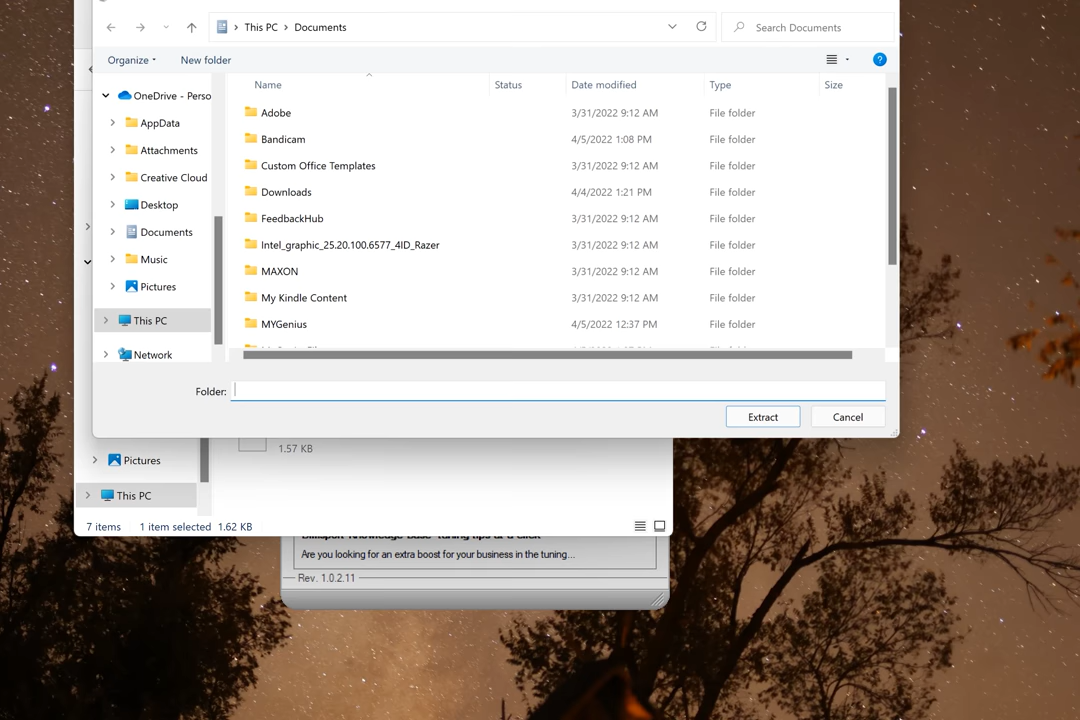 This PC > Documents
Search Documents
Organize
New folder
Name
Status
Date modified
Type
Size
OneDrive - Perso
AppData
Attachments
Creative Cloud
Desktop
Documents
Music
Pictures
This PC
Network
Adobe 3/31/2022 9:12 AM File folder
Bandicam 4/5/2022 1:08 PM File folder
Custom Office Templates 3/31/2022 9:12 AM File folder
Downloads 4/4/2022 1:21 PM File folder
FeedbackHub 3/31/2022 9:12 AM File folder
Intel_graphic_25.20.100.6577_4ID_Razer 3/31/2022 9:12 AM File folder
MAXON 3/31/2022 9:12 AM File folder
My Kindle Content 3/31/2022 9:12 AM File folder
MYGenius 4/5/2022 12:37 PM File folder
Folder:
Extract
Cancel
1.57 KB
Pictures
This PC
7 items 1 item selected 1.62 KB
Are you looking for an extra boost for your business in the tuning...
Rev. 1.0.2.11